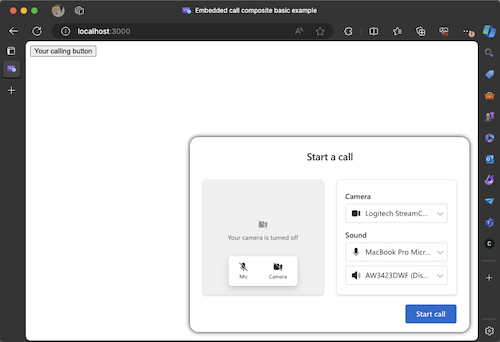 Embedded call composite basic example
localhost:3000
Your calling button
Start a call
Your camera is turned off
Mic
Camera
Camera
Logitech StreamC...
Sound
MacBook Pro Micr...
AW3423DWF (Dis...
Start call